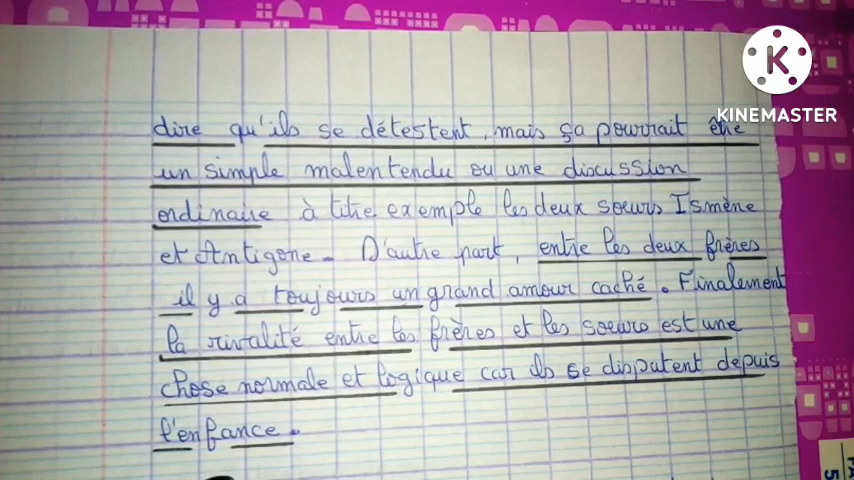 KINEMASTER
dire qu'ils se détestent, mais ça pourrait être
un simple malentendu ou une discussion
ordinaire à titre exemple les deux sœurs Ismène
et Antigone. D'autre part, entre les deux frères
il y a toujours un grand amour caché. Finalement
la rivalité entre les frères et les sœurs est une
chose normale et logique car ils se disputent depuis
l'enfance.